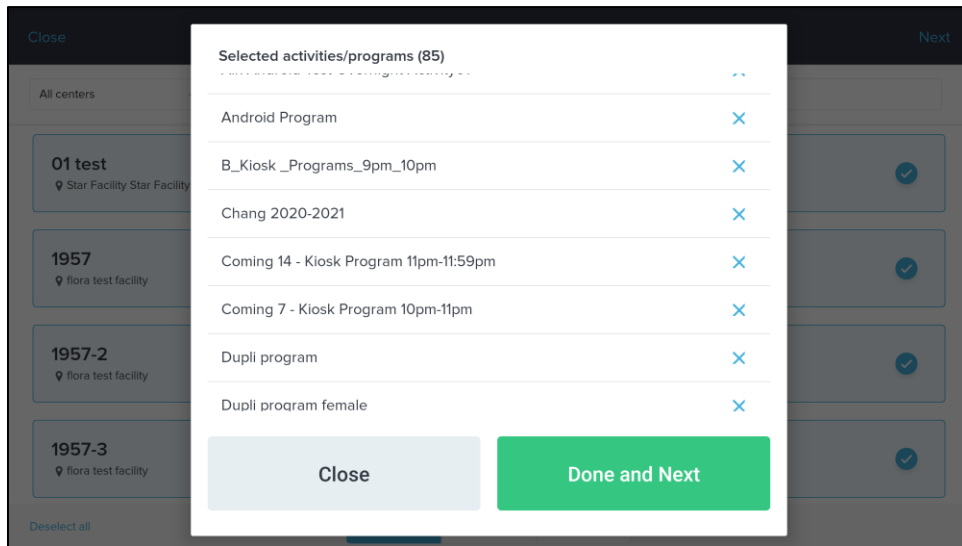 Close
Next
Selected activities/programs (85)
All centers
Android Program
B_Kiosk _Programs_9pm_10pm
Chang 2020-2021
Coming 14 - Kiosk Program 11pm-11:59pm
Coming 7 - Kiosk Program 10pm-11pm
Dupli program
Dupli program female
01 test
Star Facility Star Facility
1957
flora test facility
1957-2
flora test facility
1957-3
flora test facility
Close
Done and Next
Deselect all